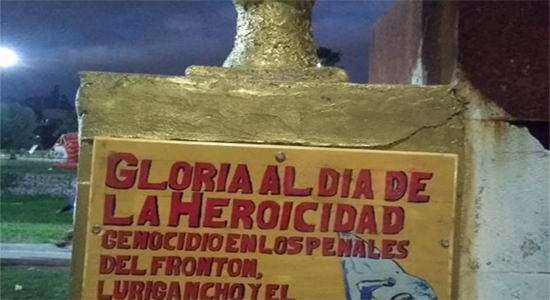 GLORIA AL DIA DE
LA HEROICIDAD
GENOCIDIO EN LOS PENALES
DEL FRONTON,
LURIGANCHO Y EL